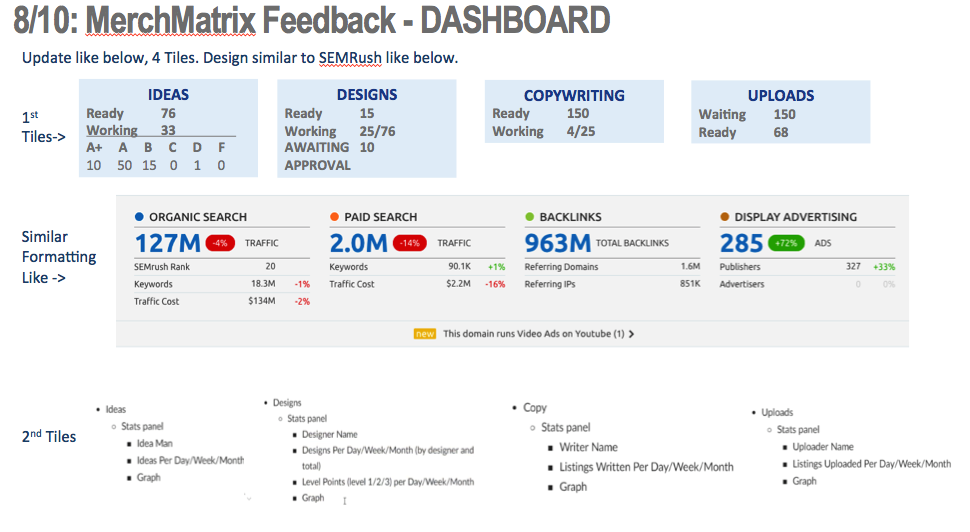 8/10: MerchMatrix Feedback - DASHBOARD
Update like below, 4 Tiles. Design similar to SEMRush like below.
1st
Tiles->
IDEAS
Ready 76
Working 33
A+ A B C D F
10 50 15 0 1 0
DESIGNS
Ready 15
Working 25/76
AWAITING 10
APPROVAL
COPYWRITING
Ready 150
Working 4/25
UPLOADS
Waiting 150
Ready 68
Similar
Formatting
Like ->
ORGANIC SEARCH
127M -4% TRAFFIC
SEMrush Rank 20
Keywords 18.3M -1%
Traffic Cost $134M -2%
PAID SEARCH
2.0M -14% TRAFFIC
Keywords 90.1K +1%
Traffic Cost $2.2M -16%
BACKLINKS
963M TOTAL BACKLINKS
Referring Domains 1.6M
Referring IPs 851K
DISPLAY ADVERTISING
285 +72% ADS
Publishers 327 +33%
Advertisers 0 0%
new This domain runs Video Ads on Youtube (1) >
2nd Tiles
• Ideas
○ Stats panel
▪ Idea Man
▪ Ideas Per Day/Week/Month
▪ Graph
• Designs
○ Stats panel
▪ Designer Name
▪ Designs Per Day/Week/Month (by designer and
total)
▪ Level Points (level 1/2/3) per Day/Week/Month
▪ Graph
• Copy
○ Stats panel
▪ Writer Name
▪ Listings Written Per Day/Week/Month
▪ Graph
• Uploads
○ Stats panel
▪ Uploader Name
▪ Listings Uploaded Per Day/Week/Month
▪ Graph